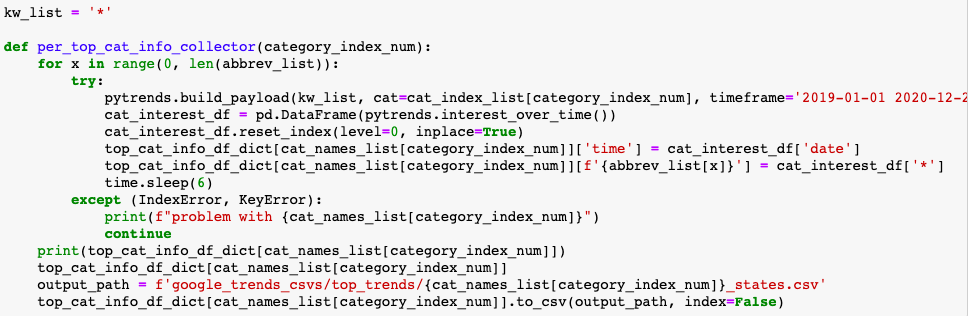 kw_list = '*'
def per_top_cat_info_collector(category_index_num):
    for x in range(0, len(abbrev_list)):
        try:
            pytrends.build_payload(kw_list, cat=cat_index_list[category_index_num], timeframe='2019-01-01 2020-12-2
            cat_interest_df = pd.DataFrame(pytrends.interest_over_time())
            cat_interest_df.reset_index(level=0, inplace=True)
            top_cat_info_df_dict[cat_names_list[category_index_num]]['time'] = cat_interest_df['date']
            top_cat_info_df_dict[cat_names_list[category_index_num]][f'{abbrev_list[x]}'] = cat_interest_df['*']
            time.sleep(6)
        except (IndexError, KeyError):
            print(f"problem with {cat_names_list[category_index_num]}")
            continue
    print(top_cat_info_df_dict[cat_names_list[category_index_num]])
    top_cat_info_df_dict[cat_names_list[category_index_num]]
    output_path = f'google_trends_csvs/top_trends/{cat_names_list[category_index_num]}_states.csv'
    top_cat_info_df_dict[cat_names_list[category_index_num]].to_csv(output_path, index=False)